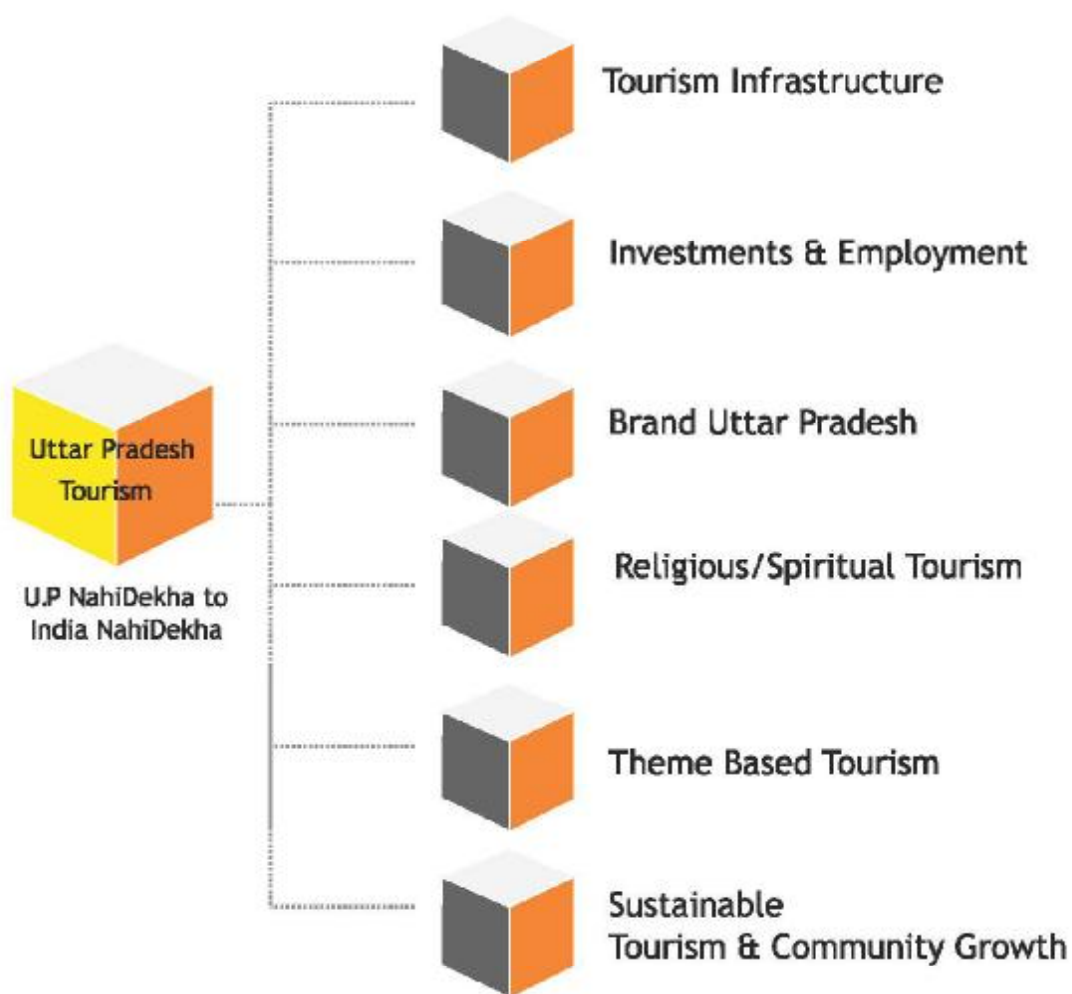 Tourism Infrastructure
Investments & Employment
Brand Uttar Pradesh
Uttar Pradesh
Tourism
U.P NahiDekha to
India NahiDekha
Religious/Spiritual Tourism
Theme Based Tourism
Sustainable
Tourism & Community Growth